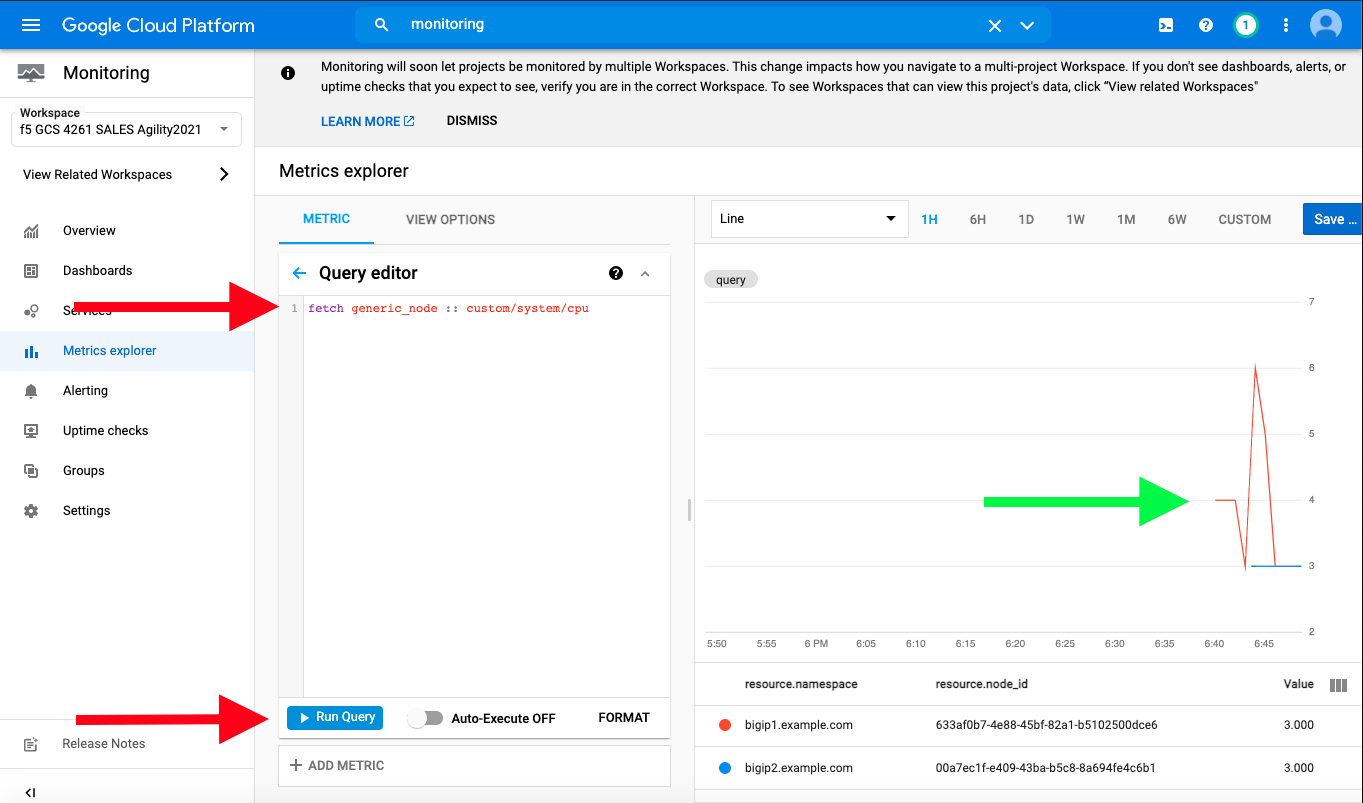 Google Cloud Platform
monitoring
1
Monitoring
Workspace
f5 GCS 4261 SALES Agility2021
View Related Workspaces
Overview
Dashboards
Services
Metrics explorer
Alerting
Uptime checks
Groups
Settings
Release Notes
Monitoring will soon let projects be monitored by multiple Workspaces. This change impacts how you navigate to a multi-project Workspace. If you don't see dashboards, alerts, or
uptime checks that you expect to see, verify you are in the correct Workspace. To see Workspaces that can view this project's data, click "View related Workspaces"
LEARN MORE
DISMISS
Metrics explorer
METRIC
VIEW OPTIONS
Query editor
1 fetch generic_node :: custom/system/cpu
Run Query
Auto-Execute OFF
FORMAT
ADD METRIC
Line
1H 6H 1D 1W 1M 6W CUSTOM
Save ...
query
7
6
5
4
3
2
5:50 5:55 6 PM 6:05 6:10 6:15 6:20 6:25 6:30 6:35 6:40 6:45
resource.namespace resource.node_id Value
bigip1.example.com 633af0b7-4e88-45bf-82a1-b5102500dce6 3.000
bigip2.example.com 00a7ec1f-e409-43ba-b5c8-8a694fe4c6b1 3.000